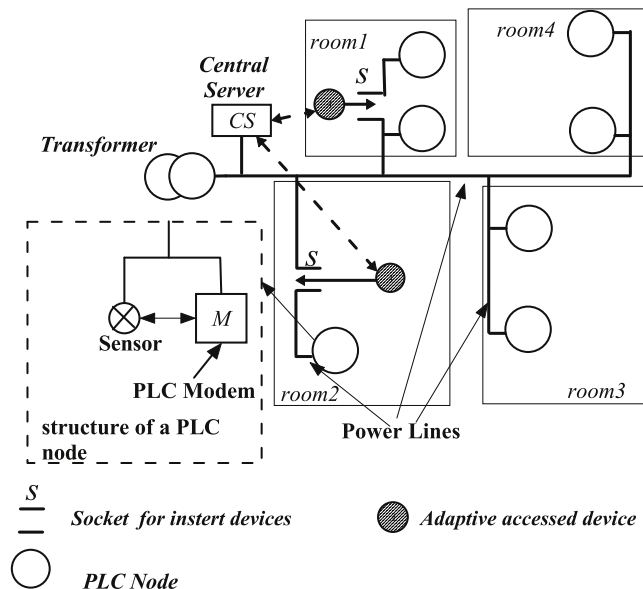 room1
room4
S
Central
Server
CS
Transformer
S
Sensor
M
PLC Modem
room2
room3
structure of a PLC
node
Power Lines
S
Socket for instert devices
Adaptive accessed device
PLC Node